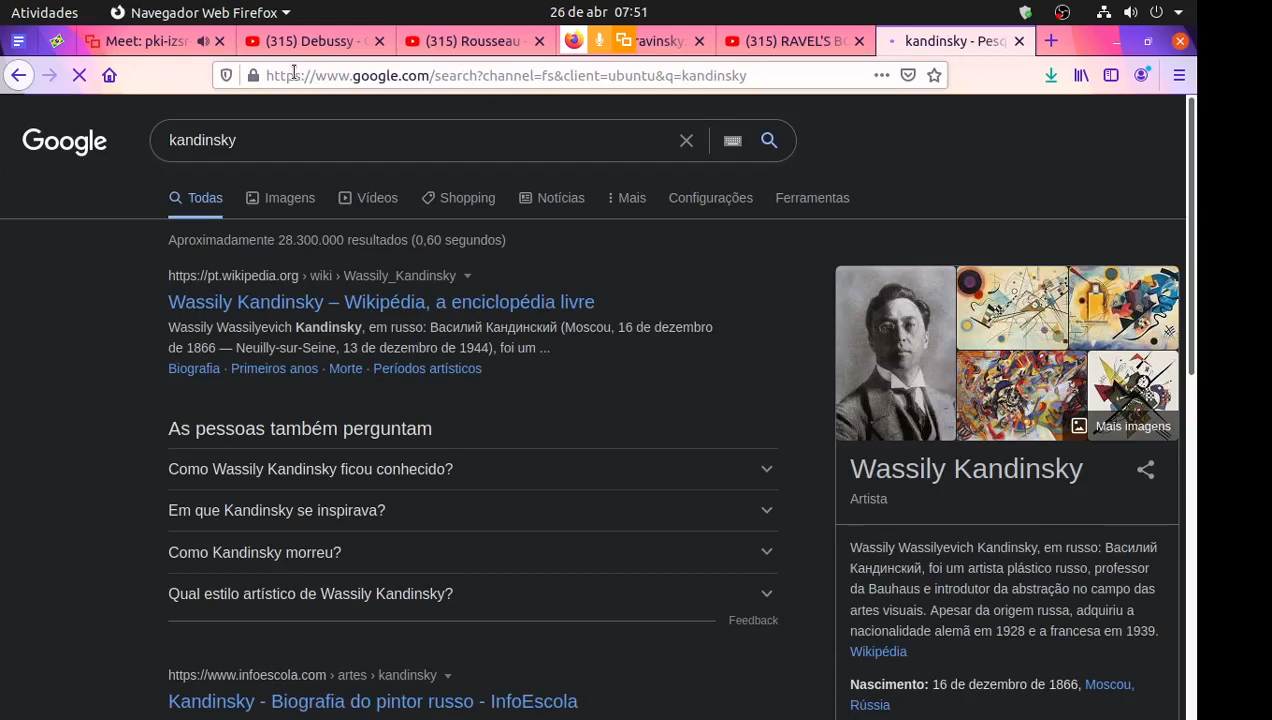 Atividades
Navegador Web Firefox
26 de abr 07:51
Meet: pki-izsr
(315) Debussy - C
(315) Rousseau -
ravinsky:
(315) RAVEL'S BO
kandinsky - Pesq
https://www.google.com/search?channel=fs&client=ubuntu&q=kandinsky
Google
kandinsky
Todas
Imagens
Vídeos
Shopping
Notícias
Mais
Configurações
Ferramentas
Aproximadamente 28.300.000 resultados (0,60 segundos)
https://pt.wikipedia.org › wiki › Wassily_Kandinsky
Wassily Kandinsky – Wikipédia, a enciclopédia livre
Wassily Wassilyevich Kandinsky, em russo: Василий Кандинский (Moscou, 16 de dezembro
de 1866 — Neuilly-sur-Seine, 13 de dezembro de 1944), foi um ...
Biografia · Primeiros anos · Morte · Períodos artísticos
As pessoas também perguntam
Como Wassily Kandinsky ficou conhecido?
Em que Kandinsky se inspirava?
Como Kandinsky morreu?
Qual estilo artístico de Wassily Kandinsky?
Feedback
https://www.infoescola.com › artes › kandinsky
Kandinsky - Biografia do pintor russo - InfoEscola
Mais imagens
Wassily Kandinsky
Artista
Wassily Wassilyevich Kandinsky, em russo: Василий
Кандинский, foi um artista plástico russo, professor
da Bauhaus e introdutor da abstração no campo das
artes visuais. Apesar da origem russa, adquiriu a
nacionalidade alemã em 1928 e a francesa em 1939.
Wikipédia
Nascimento: 16 de dezembro de 1866, Moscou,
Rússia